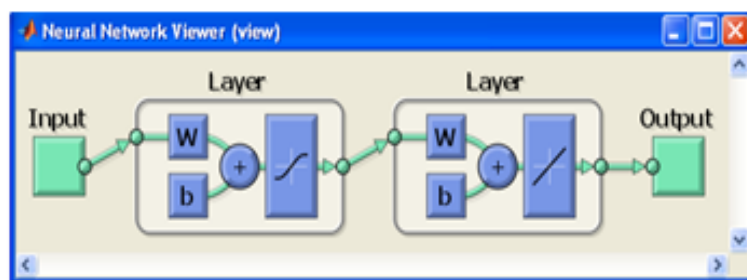 Neural Network Viewer (view)
Layer Layer
Input Output
W W
+ +
b b